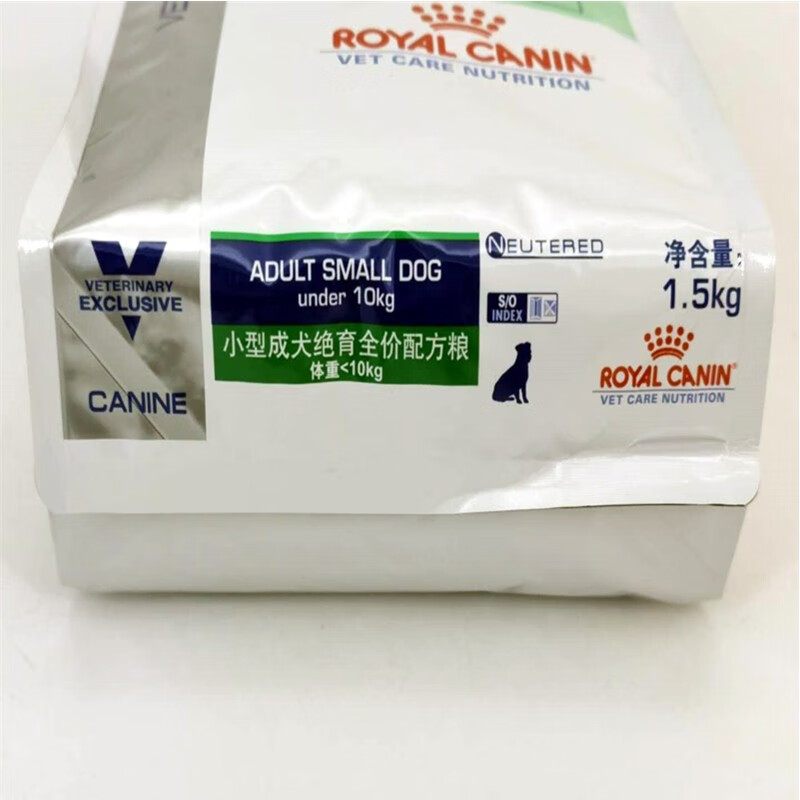 ROYAL CANIN
VET CARE NUTRITION
VETERINARY
EXCLUSIVE
CANINE
ADULT SMALL DOG
under 10kg
小型成犬绝育全价配方粮
体重<10kg
NEUTERED
S/O
INDEX
净含量:
1.5kg
ROYAL CANIN
VET CARE NUTRITION